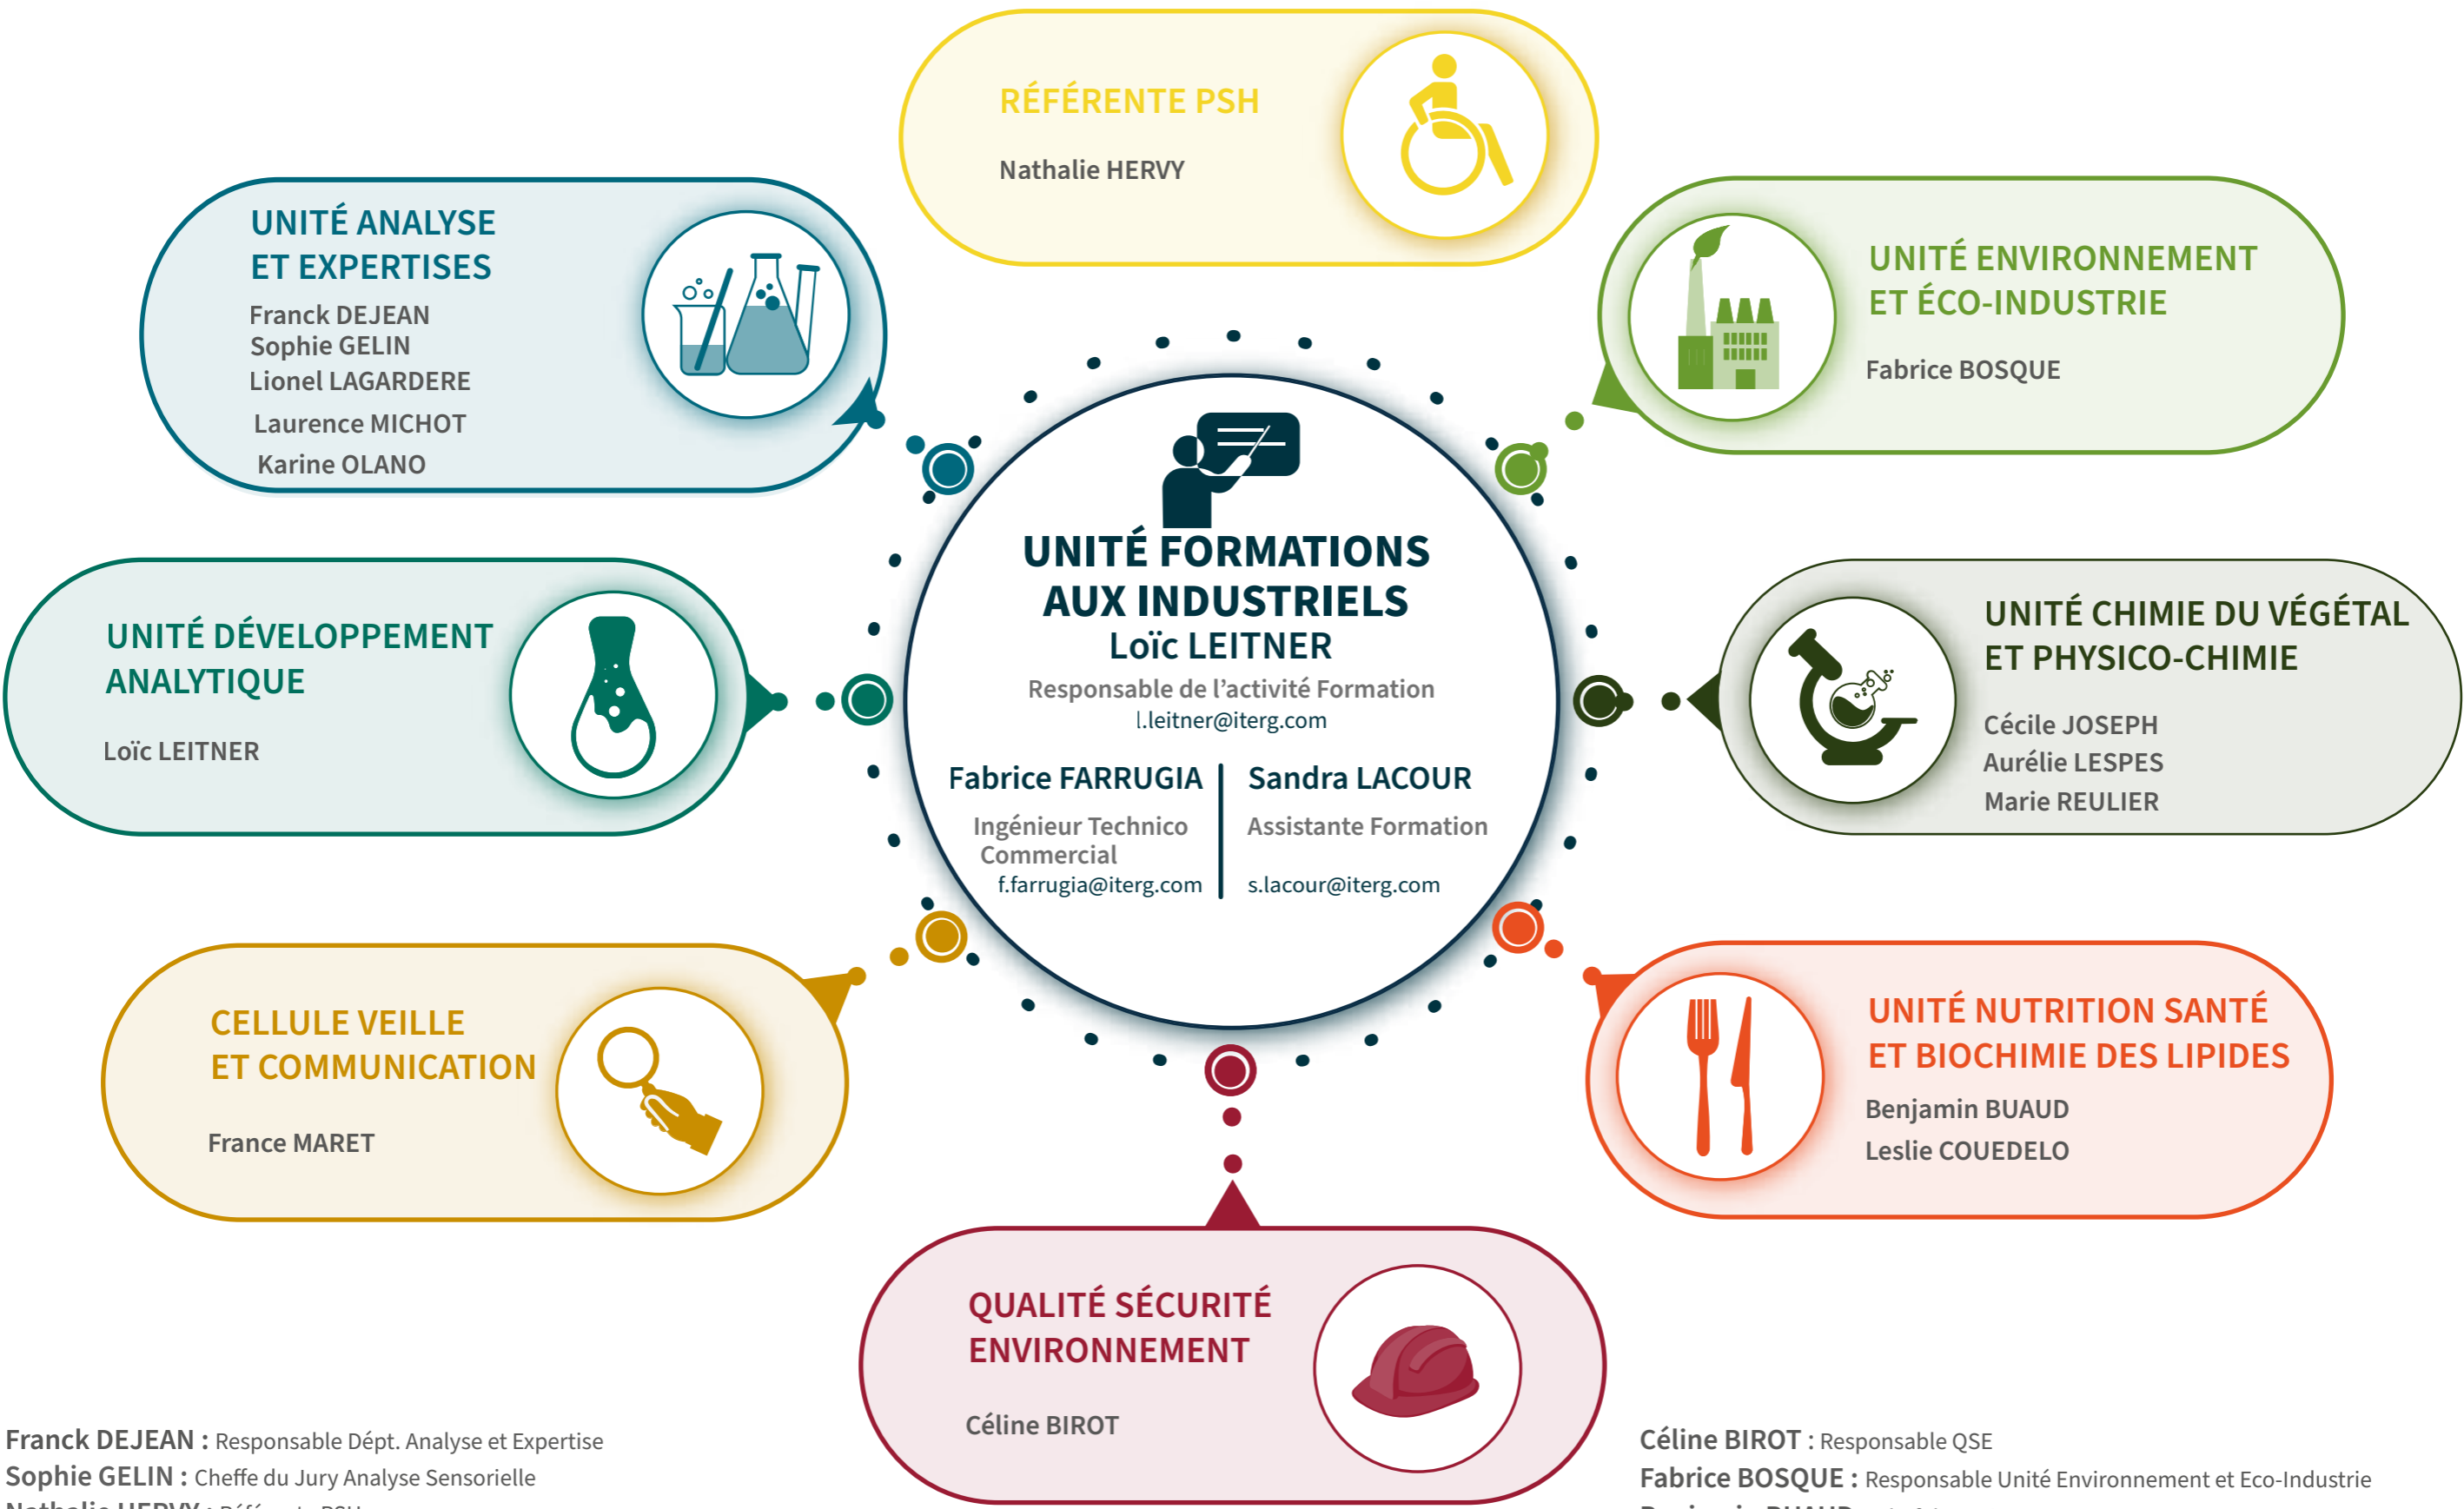 RÉFÉRENTE PSH
Nathalie HERVY
UNITÉ ANALYSE
ET EXPERTISES
Franck DEJEAN
Sophie GELIN
Lionel LAGARDERE
Laurence MICHOT
Karine OLANO
UNITÉ ENVIRONNEMENT
ET ÉCO-INDUSTRIE
Fabrice BOSQUE
UNITÉ FORMATIONS
AUX INDUSTRIELS
Loïc LEITNER
Responsable de l'activité Formation
l.leitner@iterg.com
Fabrice FARRUGIA
Ingénieur Technico
Commercial
f.farrugia@iterg.com
Sandra LACOUR
Assistante Formation
s.lacour@iterg.com
UNITÉ DÉVELOPPEMENT
ANALYTIQUE
Loïc LEITNER
UNITÉ CHIMIE DU VÉGÉTAL
ET PHYSICO-CHIMIE
Cécile JOSEPH
Aurélie LESPES
Marie REULIER
CELLULE VEILLE
ET COMMUNICATION
France MARET
UNITÉ NUTRITION SANTÉ
ET BIOCHIMIE DES LIPIDES
Benjamin BUAUD
Leslie COUEDELO
QUALITÉ SÉCURITÉ
ENVIRONNEMENT
Céline BIROT
Franck DEJEAN : Responsable Dépt. Analyse et Expertise
Sophie GELIN : Cheffe du Jury Analyse Sensorielle
Nathalie HERVY : Référente PSH
Céline BIROT : Responsable QSE
Fabrice BOSQUE : Responsable Unité Environnement et Eco-Industrie
Benjamin BUAUD